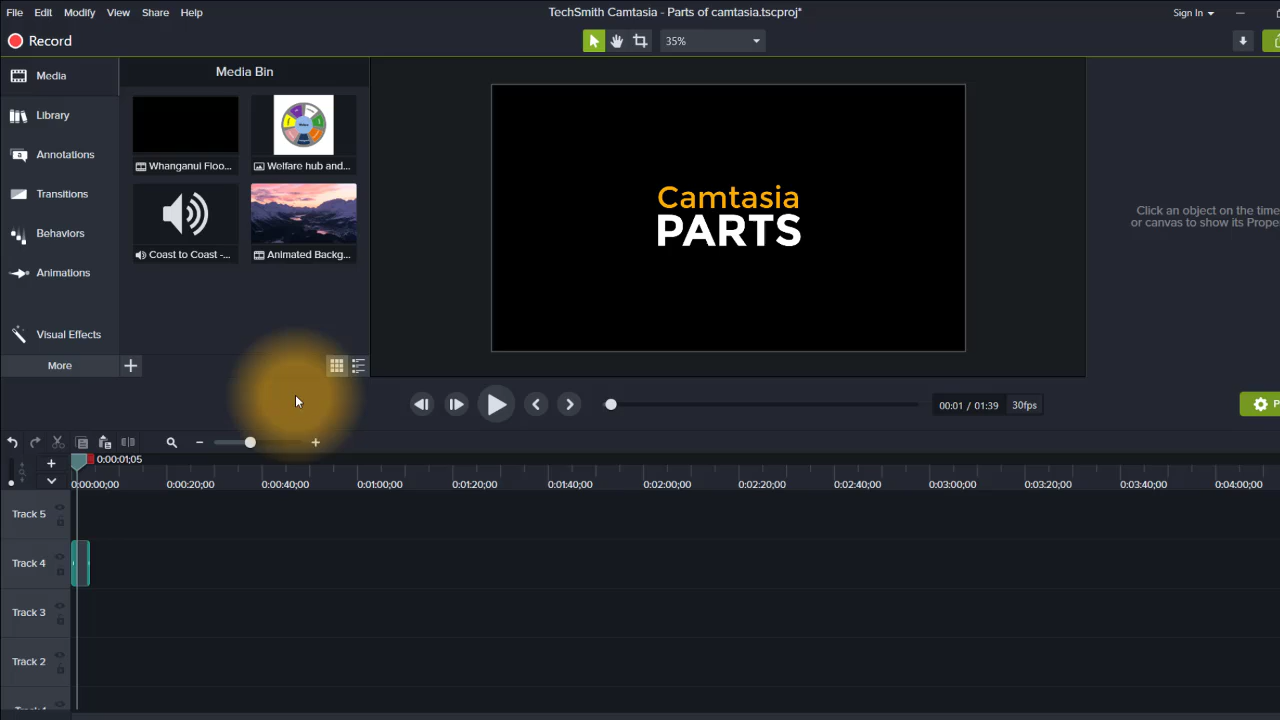 File Edit Modify View Share Help
TechSmith Camtasia - Parts of camtasia.tscproj*
Sign In
Record
35%
Media
Media Bin
Library
Annotations
Transitions
Behaviors
Animations
Visual Effects
More
Whanganui Floo...
Welfare hub and...
Coast to Coast -...
Animated Backg...
Camtasia
PARTS
Click an object on the time
or canvas to show its Prope
00:01 / 01:39 30fps
P
0:00:01;05
0:00:00;00 0:00:20;00 0:00:40;00 0:01:00;00 0:01:20;00 0:01:40;00 0:02:00;00 0:02:20;00 0:02:40;00 0:03:00;00 0:03:20;00 0:03:40;00 0:04:00;00
Track 5
Track 4
Track 3
Track 2